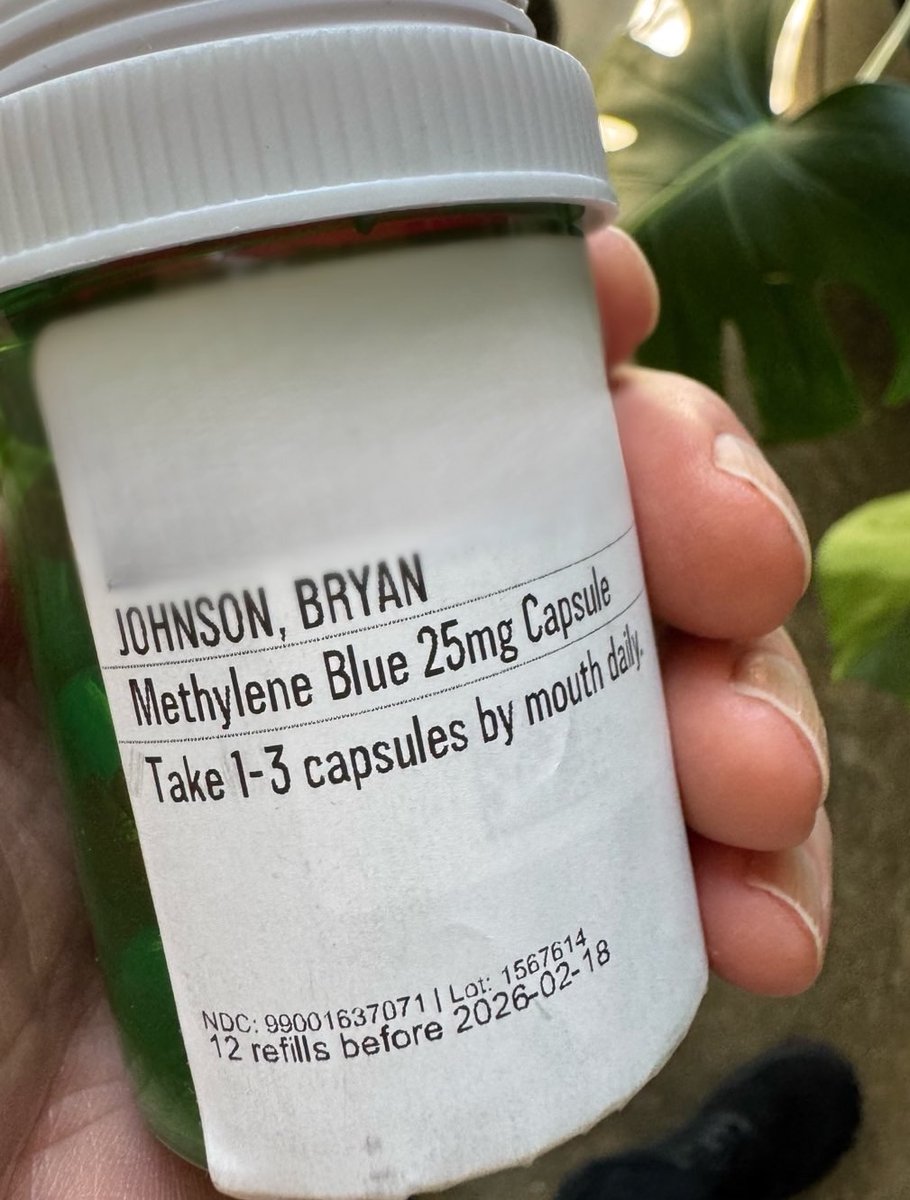 JOHNSON, BRYAN
Methylene Blue 25mg Capsule
Take 1-3 capsules by mouth daily.
NDC: 99001637071 | Lot: 1567614
12 refills before 2026-02-18